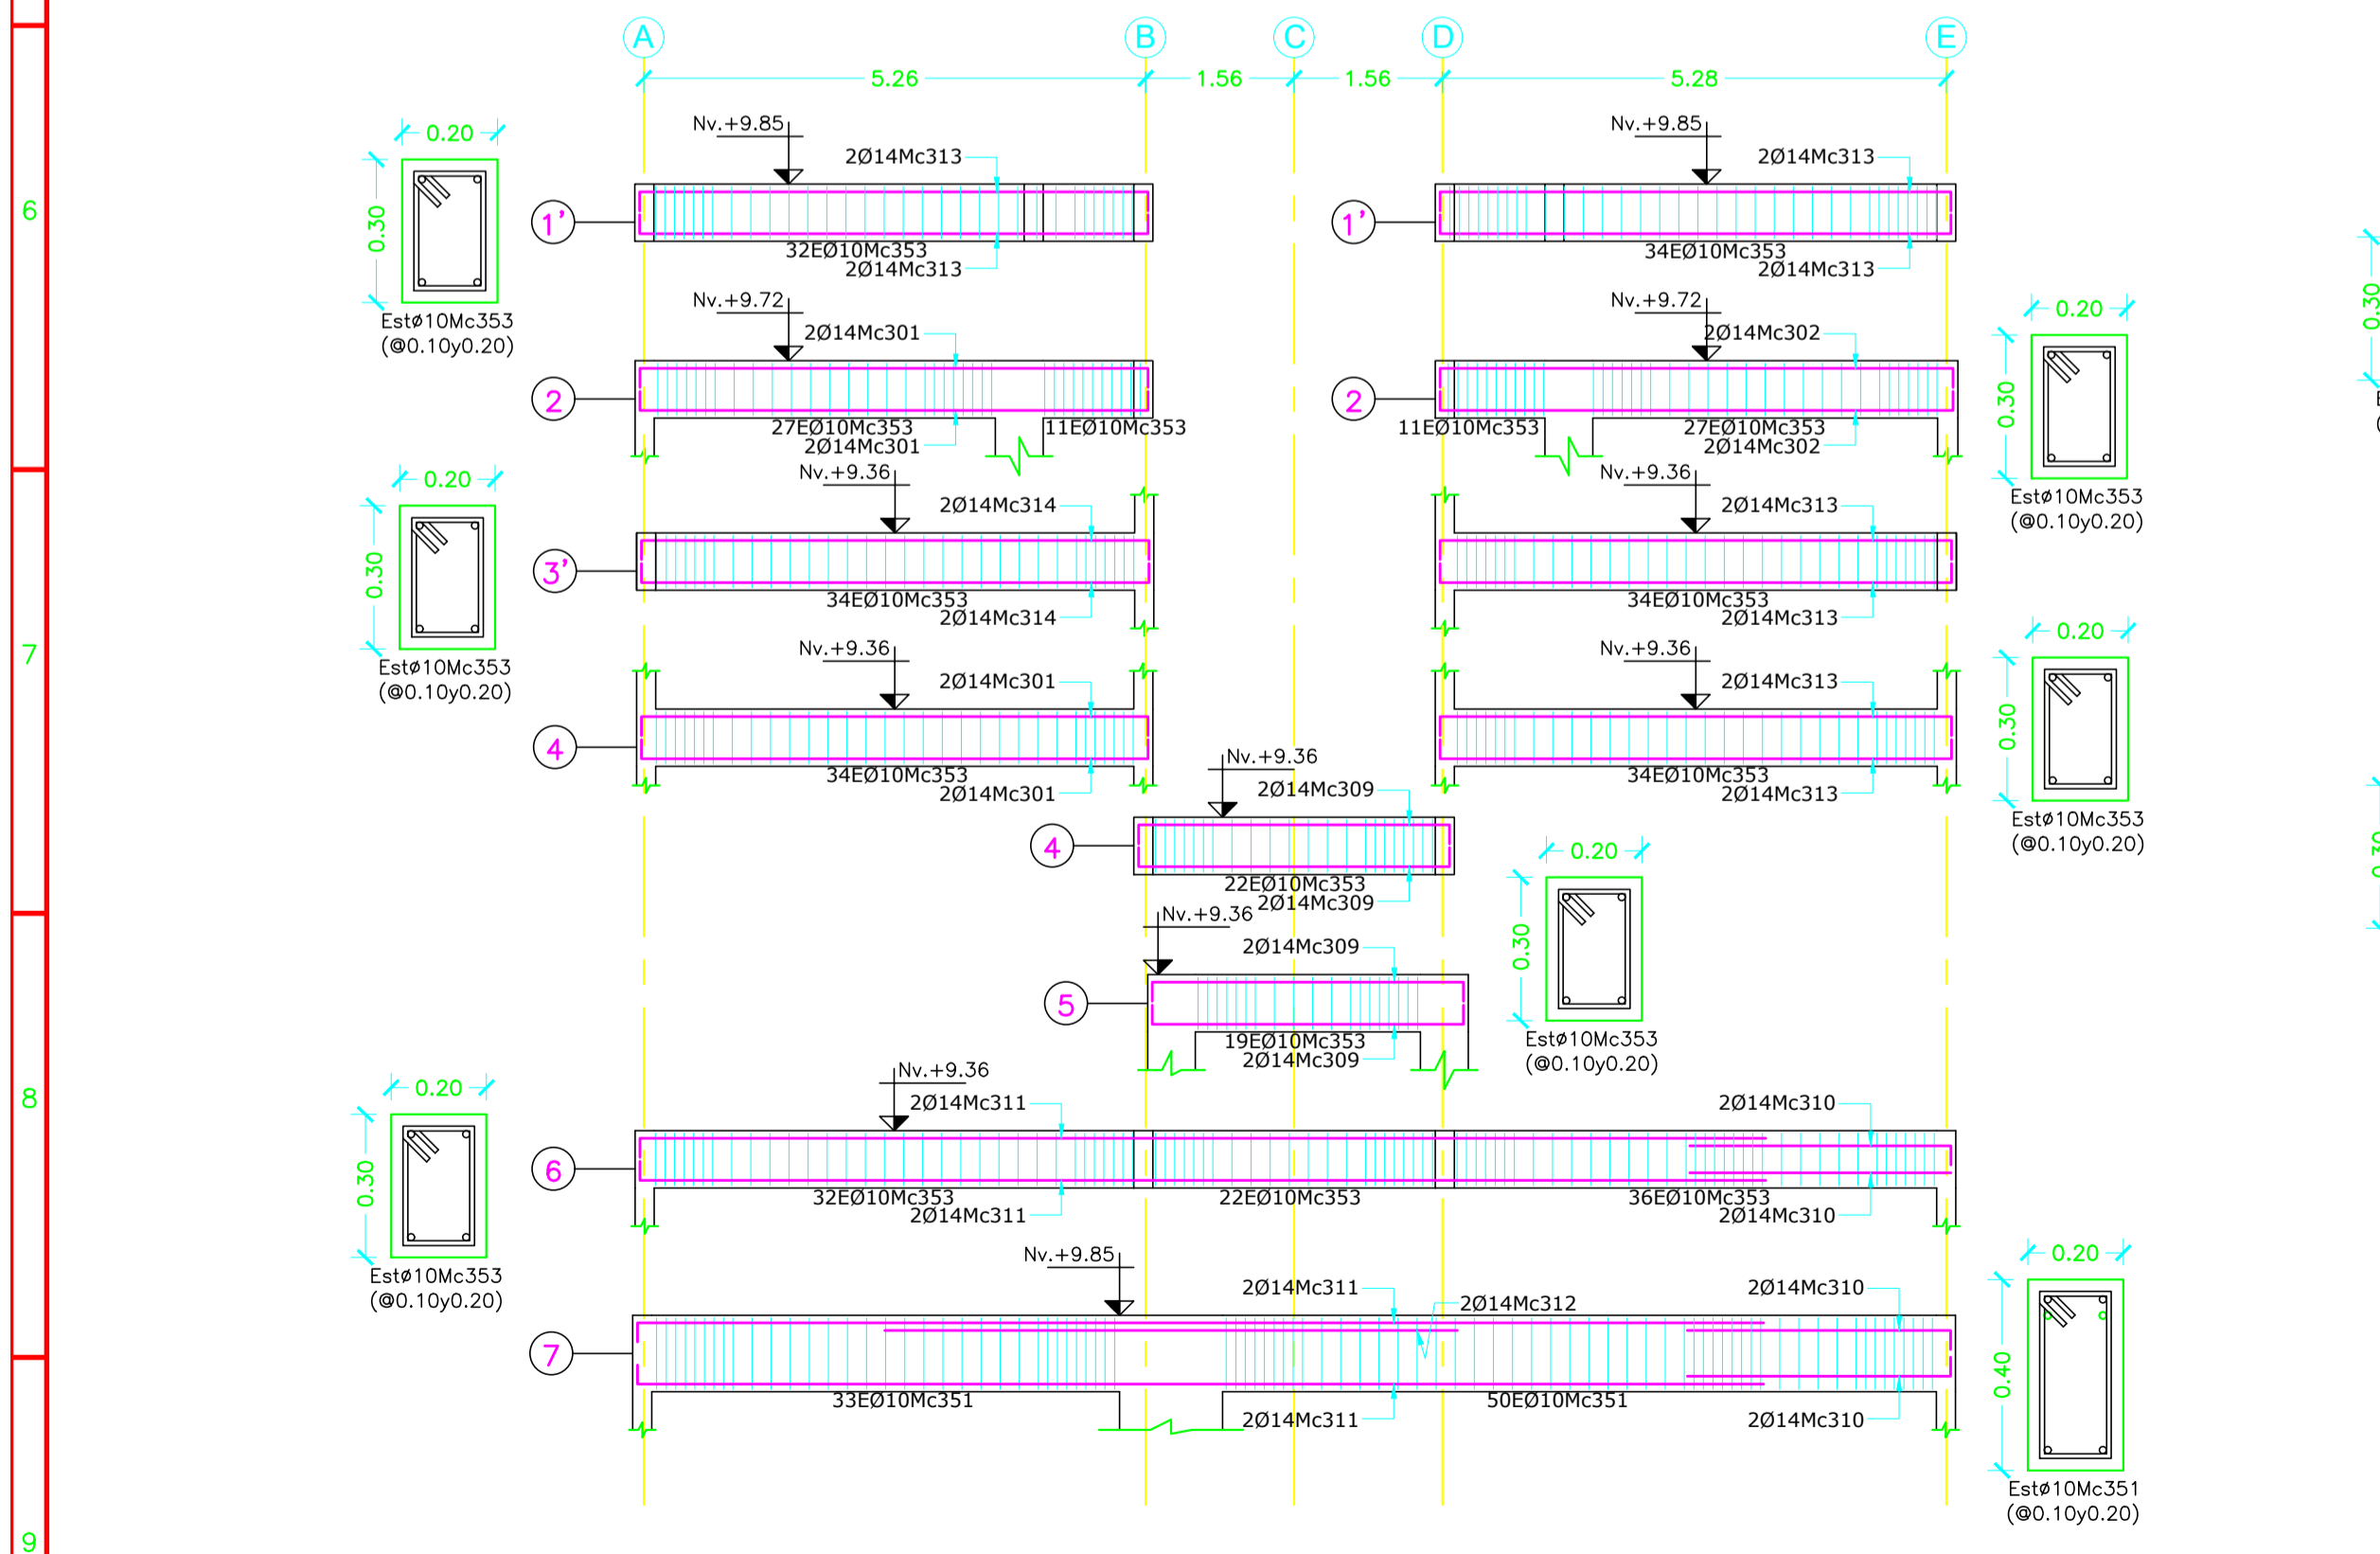 A
B
C
D
E
5.26
1.56
1.56
5.28
6
0.20
0.30
Estø10Mc353
(@0.10y0.20)
Nv.+9.85
2Ø14Mc313
1'
32EØ10Mc353
2Ø14Mc313
Nv.+9.85
2Ø14Mc313
1'
34EØ10Mc353
2Ø14Mc313
0.30
Nv.+9.72
2Ø14Mc301
2
27EØ10Mc353
11EØ10Mc353
2Ø14Mc301
Nv.+9.72
2Ø14Mc302
2
11EØ10Mc353
27EØ10Mc353
2Ø14Mc302
0.20
0.30
Estø10Mc353
(@0.10y0.20)
7
0.20
0.30
Estø10Mc353
(@0.10y0.20)
Nv.+9.36
2Ø14Mc314
3'
34EØ10Mc353
2Ø14Mc314
Nv.+9.36
2Ø14Mc313
34EØ10Mc353
2Ø14Mc313
Nv.+9.36
2Ø14Mc301
4
34EØ10Mc353
2Ø14Mc301
Nv.+9.36
2Ø14Mc313
34EØ10Mc353
2Ø14Mc313
0.20
0.30
Estø10Mc353
(@0.10y0.20)
Nv.+9.36
2Ø14Mc309
4
22EØ10Mc353
2Ø14Mc309
Nv.+9.36
2Ø14Mc309
5
19EØ10Mc353
2Ø14Mc309
0.20
0.30
Estø10Mc353
(@0.10y0.20)
8
0.20
0.30
Estø10Mc353
(@0.10y0.20)
Nv.+9.36
2Ø14Mc311
2Ø14Mc310
6
32EØ10Mc353
22EØ10Mc353
36EØ10Mc353
2Ø14Mc311
2Ø14Mc310
Nv.+9.85
2Ø14Mc311
2Ø14Mc312
2Ø14Mc310
7
33EØ10Mc351
50EØ10Mc351
2Ø14Mc311
2Ø14Mc310
0.20
0.40
Estø10Mc351
(@0.10y0.20)
9